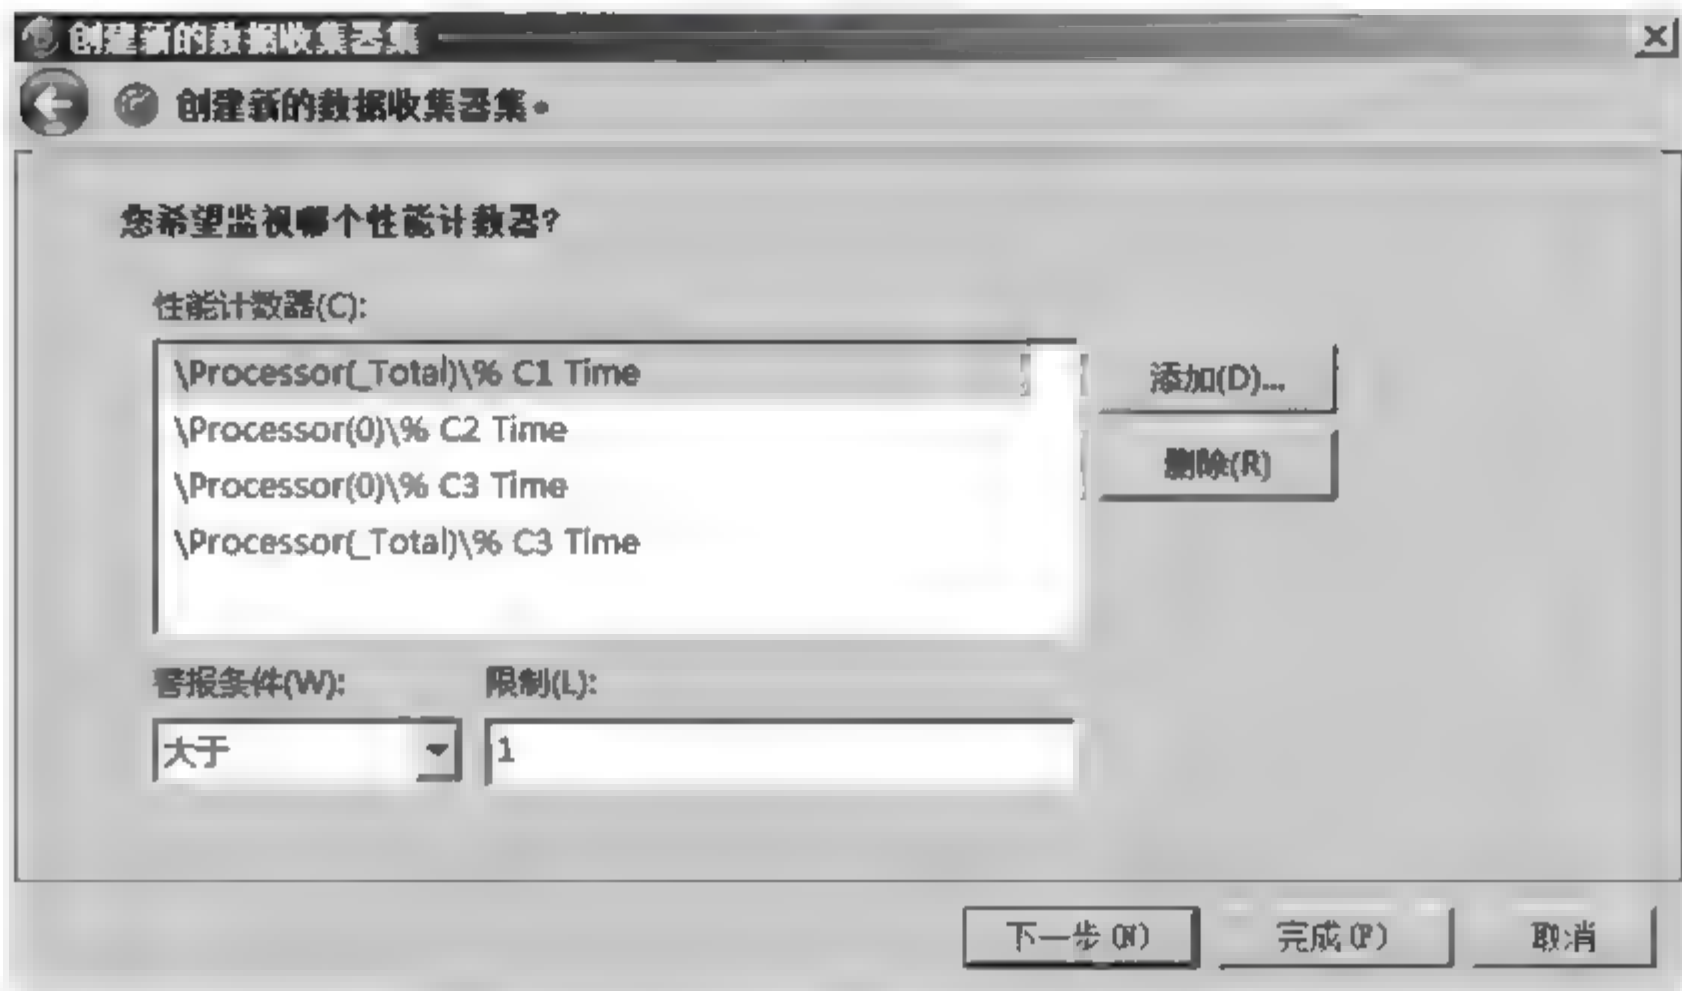 创建新的数据收集器集
创建新的数据收集器集。
您希望监视哪个性能计数器?
性能计数器(C):
\Processor(_Total)\% C1 Time
\Processor(0)\% C2 Time
\Processor(0)\% C3 Time
\Processor(_Total)\% C3 Time
添加(D)...
删除(R)
警报条件(W):
限制(L):
大于
1
下一步(N)
完成(F)
取消